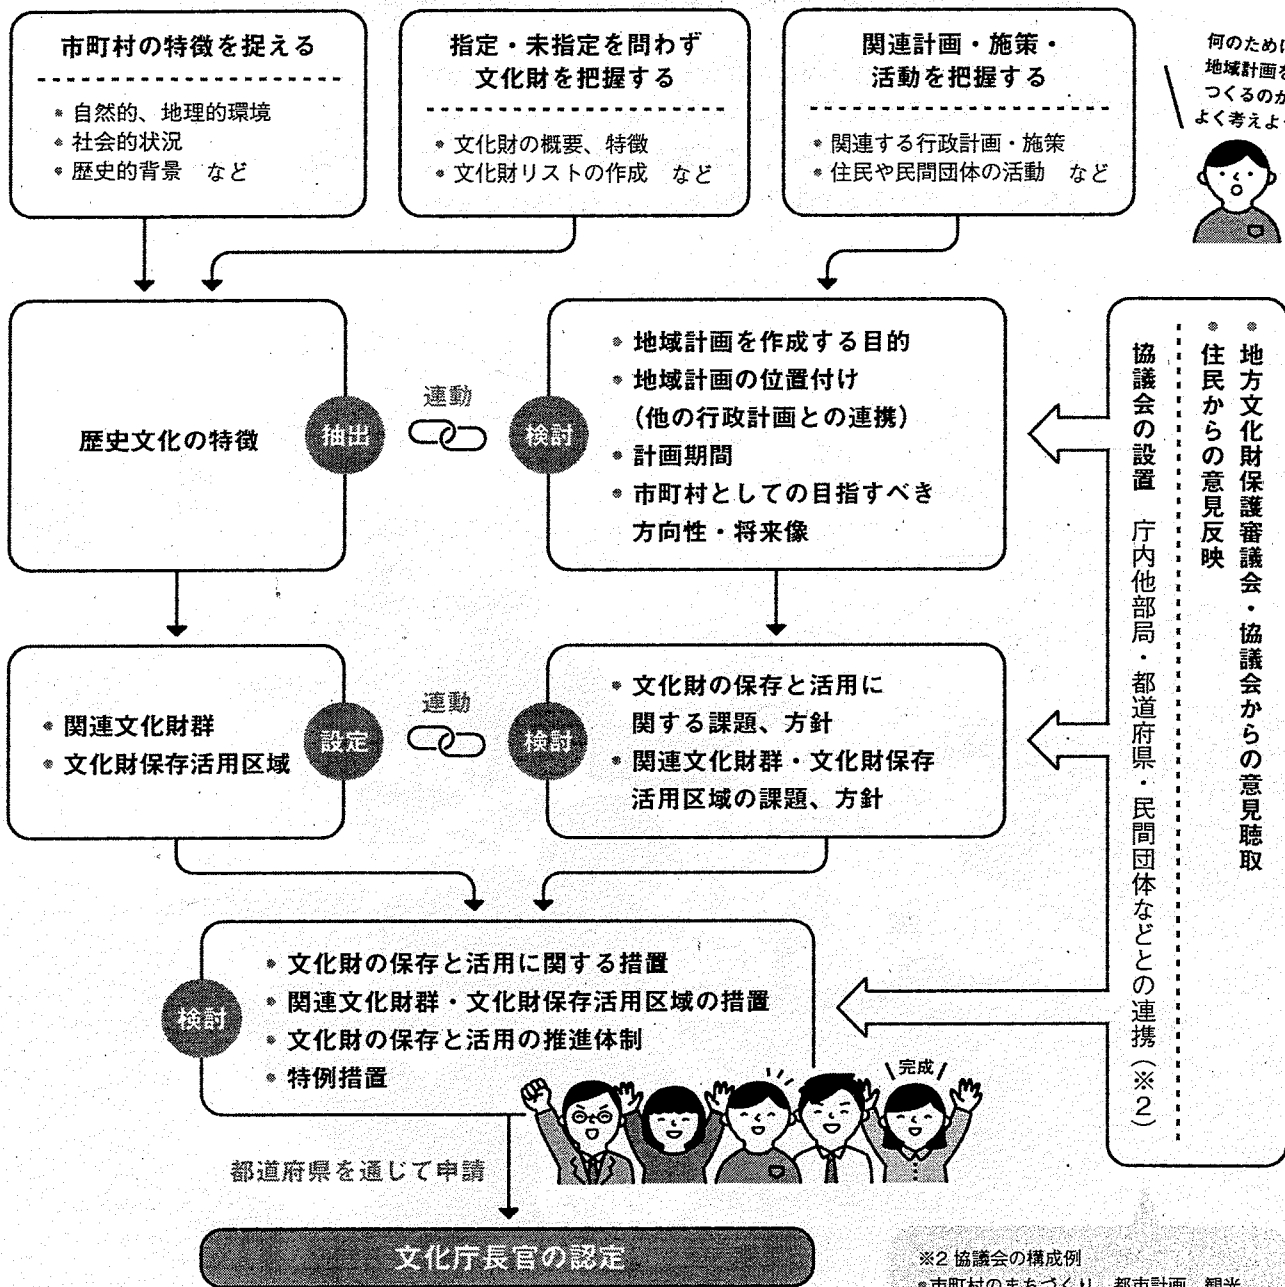 市町村の特徴を捉える
• 自然的、地理的環境
• 社会的状況
• 歴史的背景 など
指定・未指定を問わず
文化財を把握する
• 文化財の概要、特徴
• 文化財リストの作成 など
関連計画・施策・
活動を把握する
• 関連する行政計画・施策
• 住民や民間団体の活動 など
何のために
地域計画を
つくるのか
よく考えよ
歴史文化の特徴
抽出
連動
検討
• 地域計画を作成する目的
• 地域計画の位置付け
(他の行政計画との連携)
• 計画期間
• 市町村としての目指すべき
方向性・将来像
• 関連文化財群
• 文化財保存活用区域
設定
連動
検討
• 文化財の保存と活用に
関する課題、方針
• 関連文化財群・文化財保存
活用区域の課題、方針
• 地方文化財保護審議会・協議会からの意見聴取
• 住民からの意見反映
協議会の設置 庁内他部局・都道府県・民間団体などとの連携(※2)
検討
• 文化財の保存と活用に関する措置
• 関連文化財群・文化財保存活用区域の措置
• 文化財の保存と活用の推進体制
• 特例措置
完成
都道府県を通じて申請
文化庁長官の認定
※2 協議会の構成例
• 市町村のまちづくり、都市計画、観光